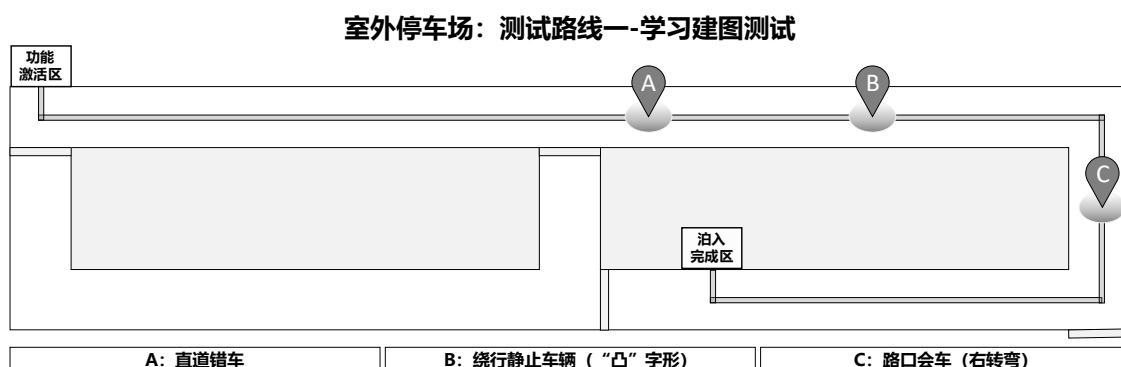 室外停车场：测试路线一-学习建图测试
功能
激活区
A
B
C
泊入
完成区
A：直道错车
B：绕行静止车辆（“凸”字形）
C：路口会车（右转弯）